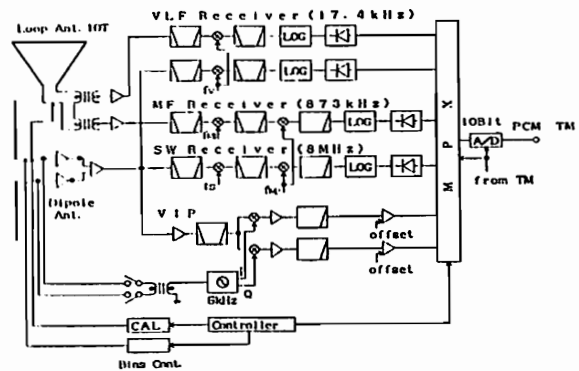 VLF Receiver (17.4kHz)
Loop Ant. 10T
LOG
fv
LOG
MF Receiver (873kHz)
LOG
SW Receiver (8MHz)
fs
fM
LOG
Dipole
Ant.
VIP
offset
offset
6kHz
Q
MPX
10Bit
A/D
PCM TM
from TM
CAL.
Controller
Bias Cont.